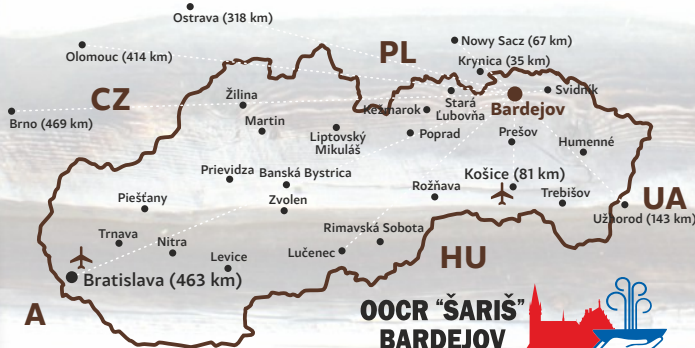 Ostrava (318 km)
PL
Nowy Sacz (67 km)
Olomouc (414 km)
Krynica (35 km)
CZ
Žilina
Svidník
Kežmarok
Stará
Ľubovňa
Bardejov
Brno (469 km)
Martin
Liptovský
Mikuláš
Poprad
Prešov
Humenné
Prievidza
Banská Bystrica
Košice (81 km)
Piešťany
Zvolen
Rožňava
Trebišov
UA
Užhorod (143 km)
Trnava
Nitra
Rimavská Sobota
Levice
Lučenec
HU
Bratislava (463 km)
A
OOCR "ŠARIŠ"
BARDEJOV